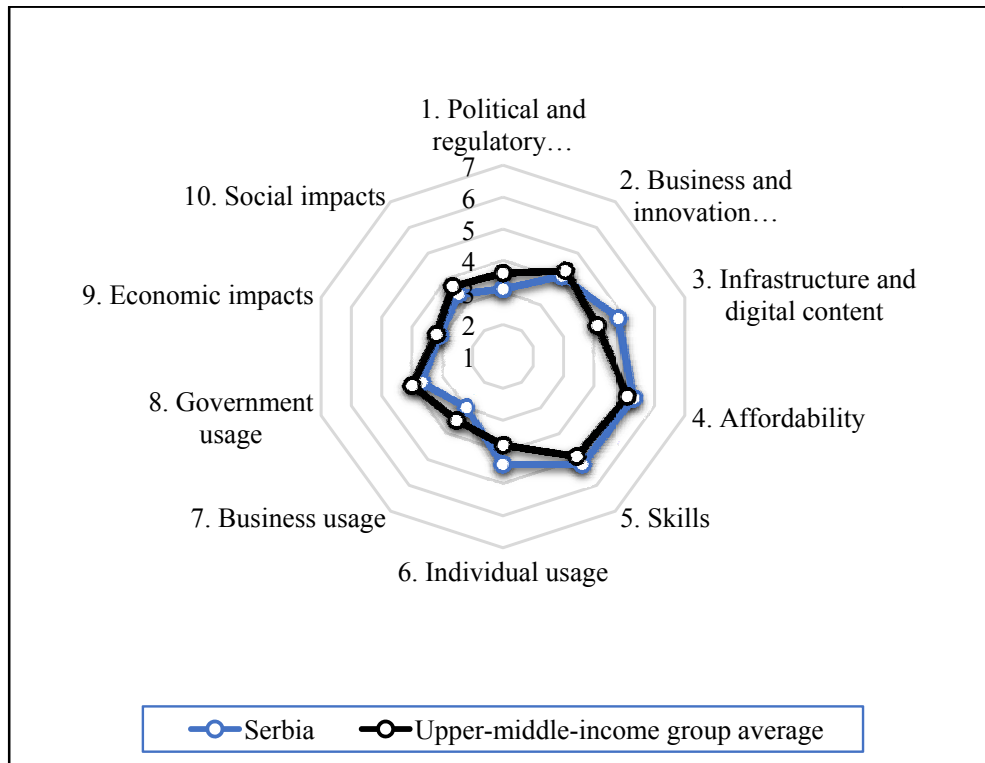 1. Political and
regulatory…
2. Business and
innovation…
3. Infrastructure and
digital content
4. Affordability
5. Skills
6. Individual usage
7. Business usage
8. Government
usage
9. Economic impacts
10. Social impacts
7
6
5
4
3
2
1
Serbia
Upper-middle-income group average